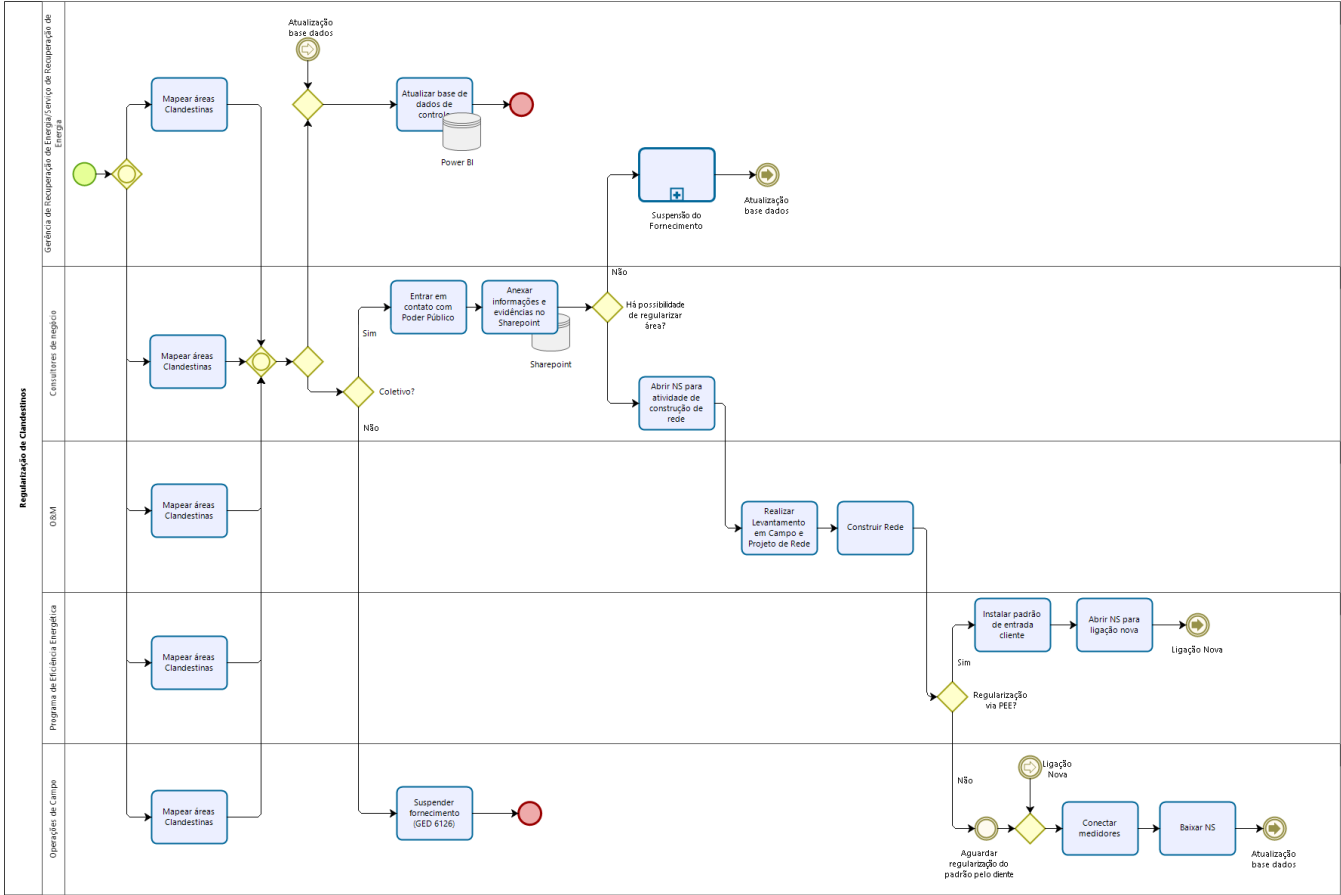 Regularização de Clandestinos
Gerência de Recuperação de Energia/Serviço de Recuperação de
Energia
Mapear áreas
Clandestinas
Atualização
base dados
Atualizar base de
dados de
controle
Power BI
Suspensão do
Fornecimento
Atualização
base dados
Consultores de negócio
Mapear áreas
Clandestinas
Coletivo?
Sim
Não
Entrar em
contato com
Poder Público
Anexar
informações e
evidências no
Sharepoint
Sharepoint
Não
Há possibilidade
de regularizar
área?
Abrir NS para
atividade de
construção de
rede
O&M
Mapear áreas
Clandestinas
Realizar
Levantamento
em Campo e
Projeto de Rede
Construir Rede
Programa de Eficiência Energética
Mapear áreas
Clandestinas
Instalar padrão
de entrada
cliente
Abrir NS para
ligação nova
Ligação Nova
Sim
Regularização
via PEE?
Não
Operações de Campo
Mapear áreas
Clandestinas
Suspender
fornecimento
(GED 6126)
Ligação
Nova
Aguardar
regularização do
padrão pelo cliente
Conectar
medidores
Baixar NS
Atualização
base dados